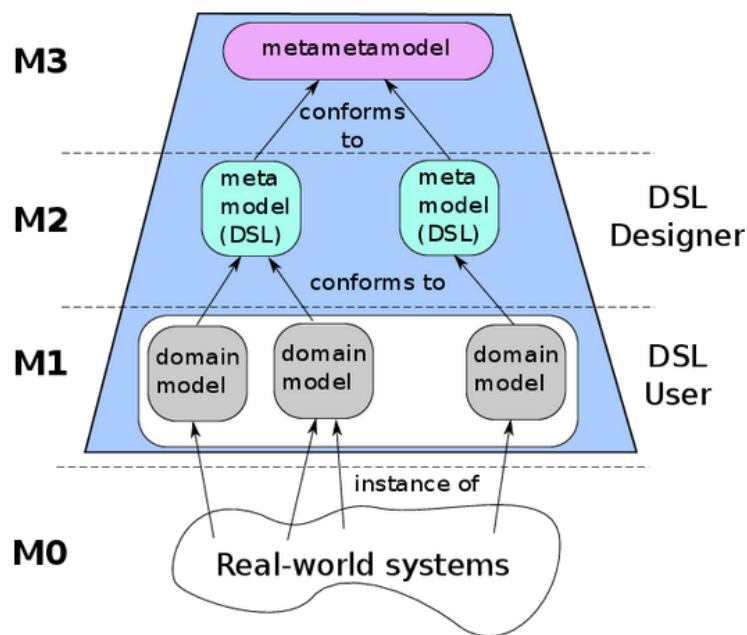 M3
metametamodel
conforms
to
M2
meta
model
(DSL)
meta
model
(DSL)
DSL
Designer
conforms to
M1
domain
model
domain
model
domain
model
DSL
User
instance of
M0
Real-world systems